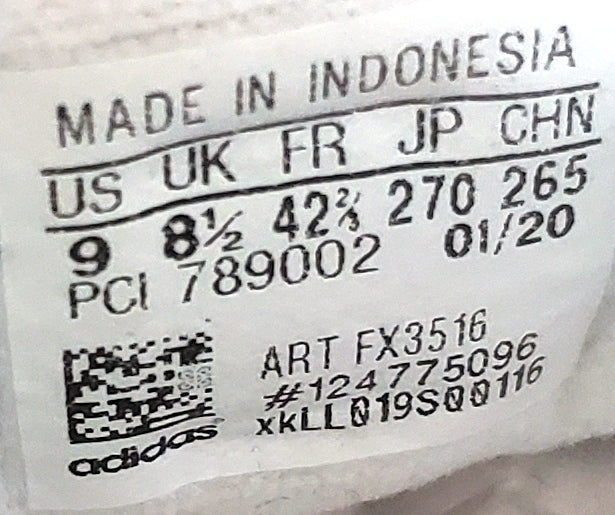 MADE IN INDONESIA
US UK FR JP CHN
9 8½ 42⅔ 270 265
PCI 789002 01/20
ART FX3516
#124775096
xkLL019S00116
adidas